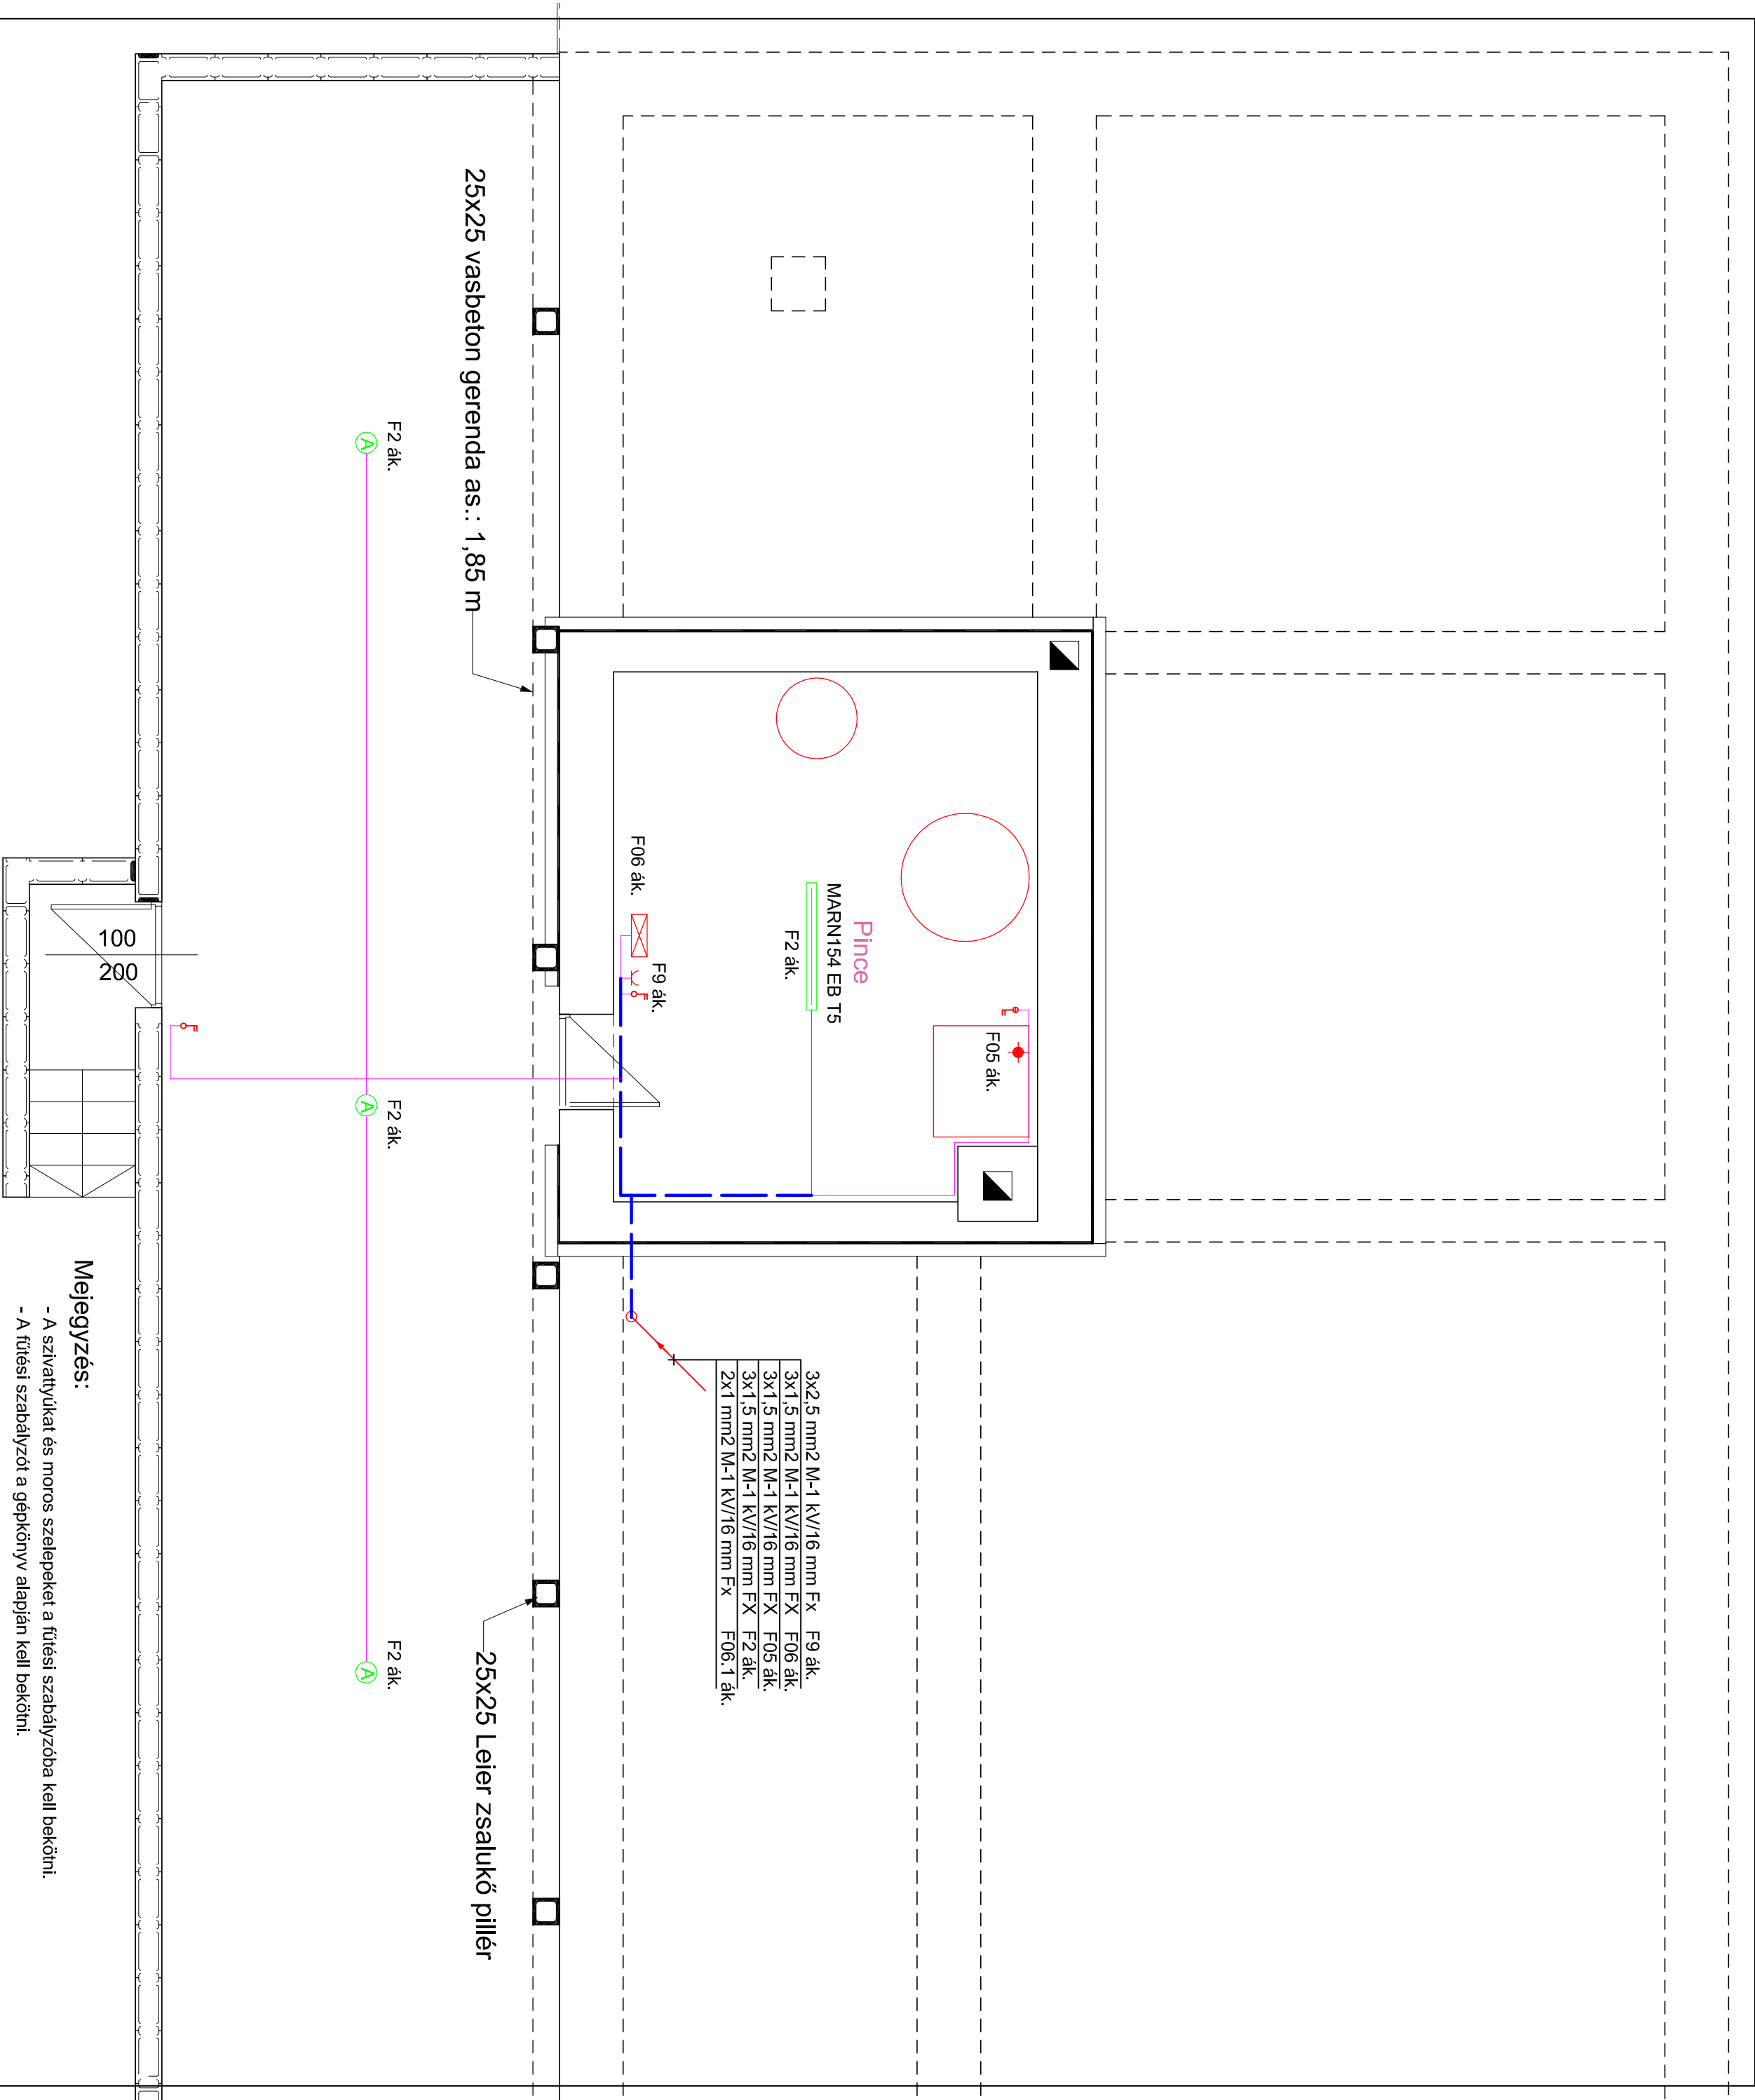 25x25 vasbeton gerenda as.: 1,85 m
Pince
MARN154 EB T5
F2 ák.
F05 ák.
F06 ák.
F9 ák.
3x2,5 mm2 M-1 kV/16 mm Fx F9 ák.
3x1,5 mm2 M-1 kV/16 mm FX F06 ák.
3x1,5 mm2 M-1 kV/16 mm FX F05 ák.
3x1,5 mm2 M-1 kV/16 mm FX F2 ák.
2x1 mm2 M-1 kV/16 mm Fx F06.1 ák.
25x25 Leier zsalukő pillér
F2 ák.
A
F2 ák.
A
F2 ák.
A
100
200
Mejegyzés:
- A szivattyúkat és moros szelepeket a fűtési szabályzóba kell bekötni.
- A fűtési szabályzót a gépkönyv alapján kell bekötni.